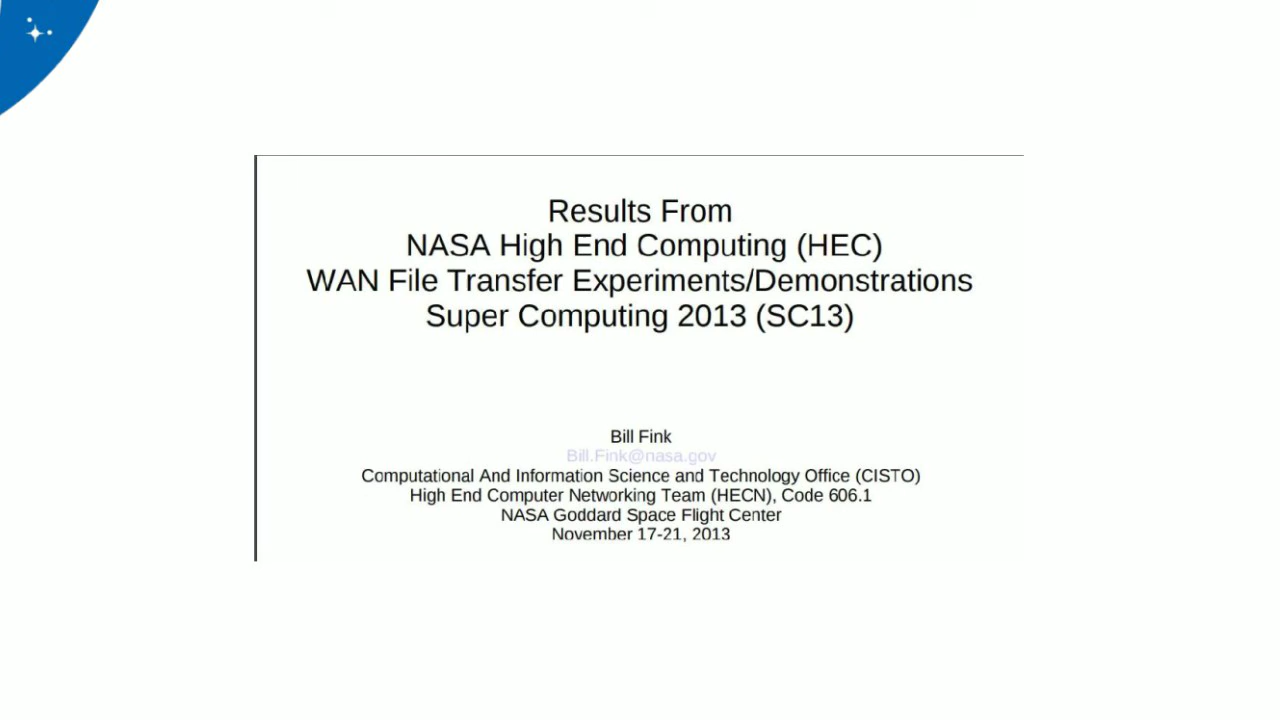 Results From
NASA High End Computing (HEC)
WAN File Transfer Experiments/Demonstrations
Super Computing 2013 (SC13)
Bill Fink
Bill.Fink@nasa.gov
Computational And Information Science and Technology Office (CISTO)
High End Computer Networking Team (HECN), Code 606.1
NASA Goddard Space Flight Center
November 17-21, 2013